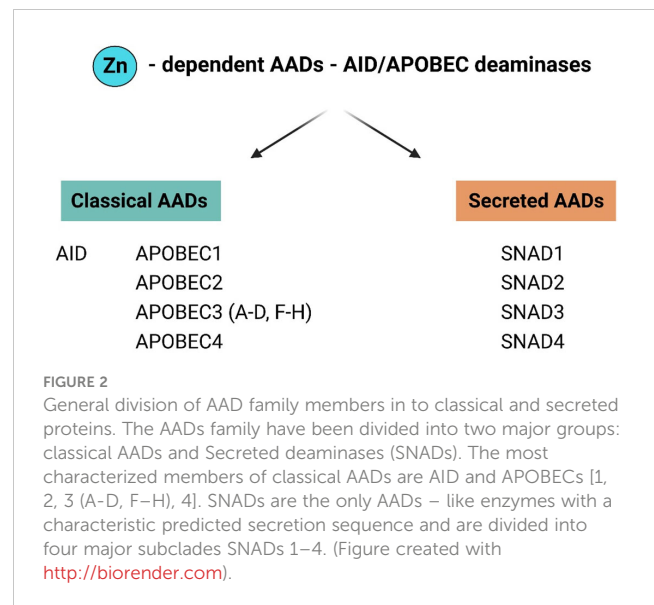 Zn - dependent AADs - AID/APOBEC deaminases
Classical AADs Secreted AADs
AID APOBEC1 SNAD1
APOBEC2 SNAD2
APOBEC3 (A-D, F-H) SNAD3
APOBEC4 SNAD4
FIGURE 2
General division of AAD family members in to classical and secreted
proteins. The AADs family have been divided into two major groups:
classical AADs and Secreted deaminases (SNADs). The most
characterized members of classical AADs are AID and APOBECs [1,
2, 3 (A-D, F–H), 4]. SNADs are the only AADs – like enzymes with a
characteristic predicted secretion sequence and are divided into
four major subclades SNADs 1–4. (Figure created with
http://biorender.com).